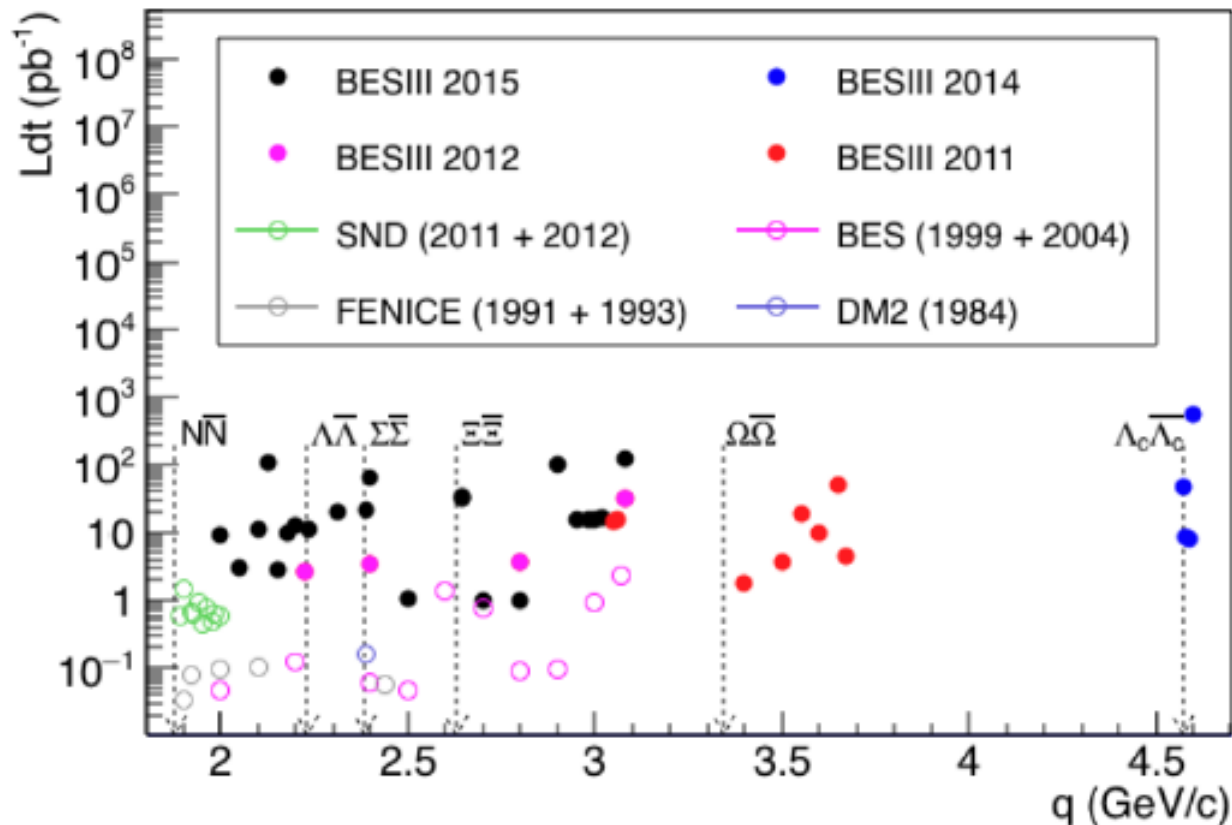 Ldt (pb⁻¹)
10⁸
10⁷
10⁶
10⁵
10⁴
10³
10²
10
1
10⁻¹
BESIII 2015
BESIII 2014
BESIII 2012
BESIII 2011
SND (2011 + 2012)
BES (1999 + 2004)
FENICE (1991 + 1993)
DM2 (1984)
NN̅ ΛΛ̅ ΣΣ̅ ΞΞ̅ ΩΩ̅ Λ_cΛ̅_c
2 2.5 3 3.5 4 4.5
q (GeV/c)